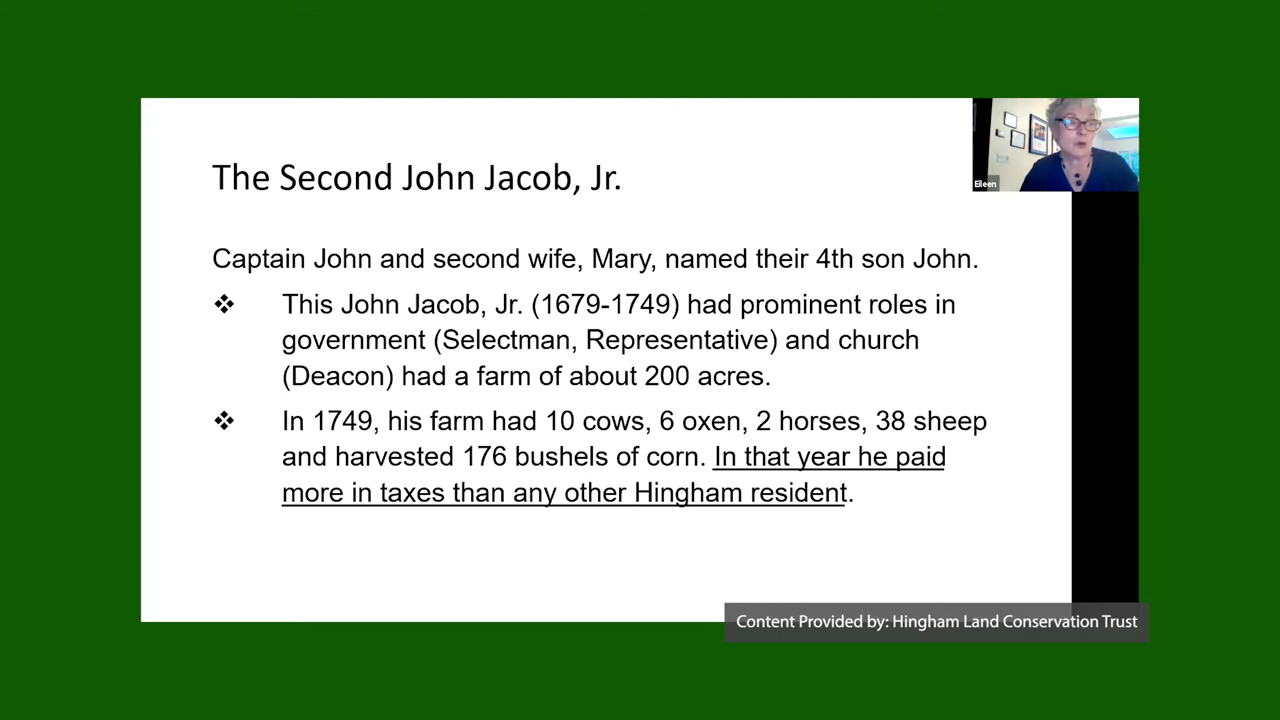 The Second John Jacob, Jr.
Eileen
Captain John and second wife, Mary, named their 4th son John.
❖ This John Jacob, Jr. (1679-1749) had prominent roles in
government (Selectman, Representative) and church
(Deacon) had a farm of about 200 acres.
❖ In 1749, his farm had 10 cows, 6 oxen, 2 horses, 38 sheep
and harvested 176 bushels of corn. In that year he paid
more in taxes than any other Hingham resident.
Content Provided by: Hingham Land Conservation Trust